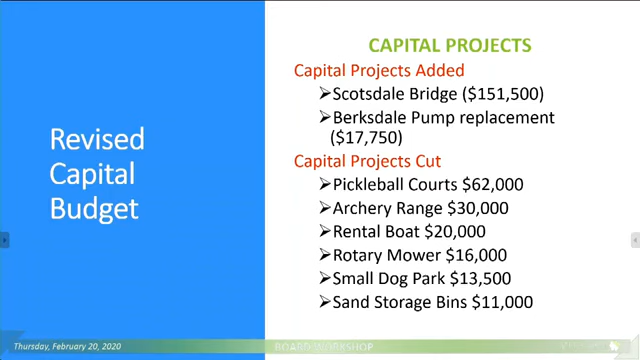 Revised
Capital
Budget
CAPITAL PROJECTS
Capital Projects Added
➢Scotsdale Bridge ($151,500)
➢Berksdale Pump replacement
($17,750)
Capital Projects Cut
➢Pickleball Courts $62,000
➢Archery Range $30,000
➢Rental Boat $20,000
➢Rotary Mower $16,000
➢Small Dog Park $13,500
➢Sand Storage Bins $11,000
Thursday, February 20, 2020
BOARD WORKSHOP